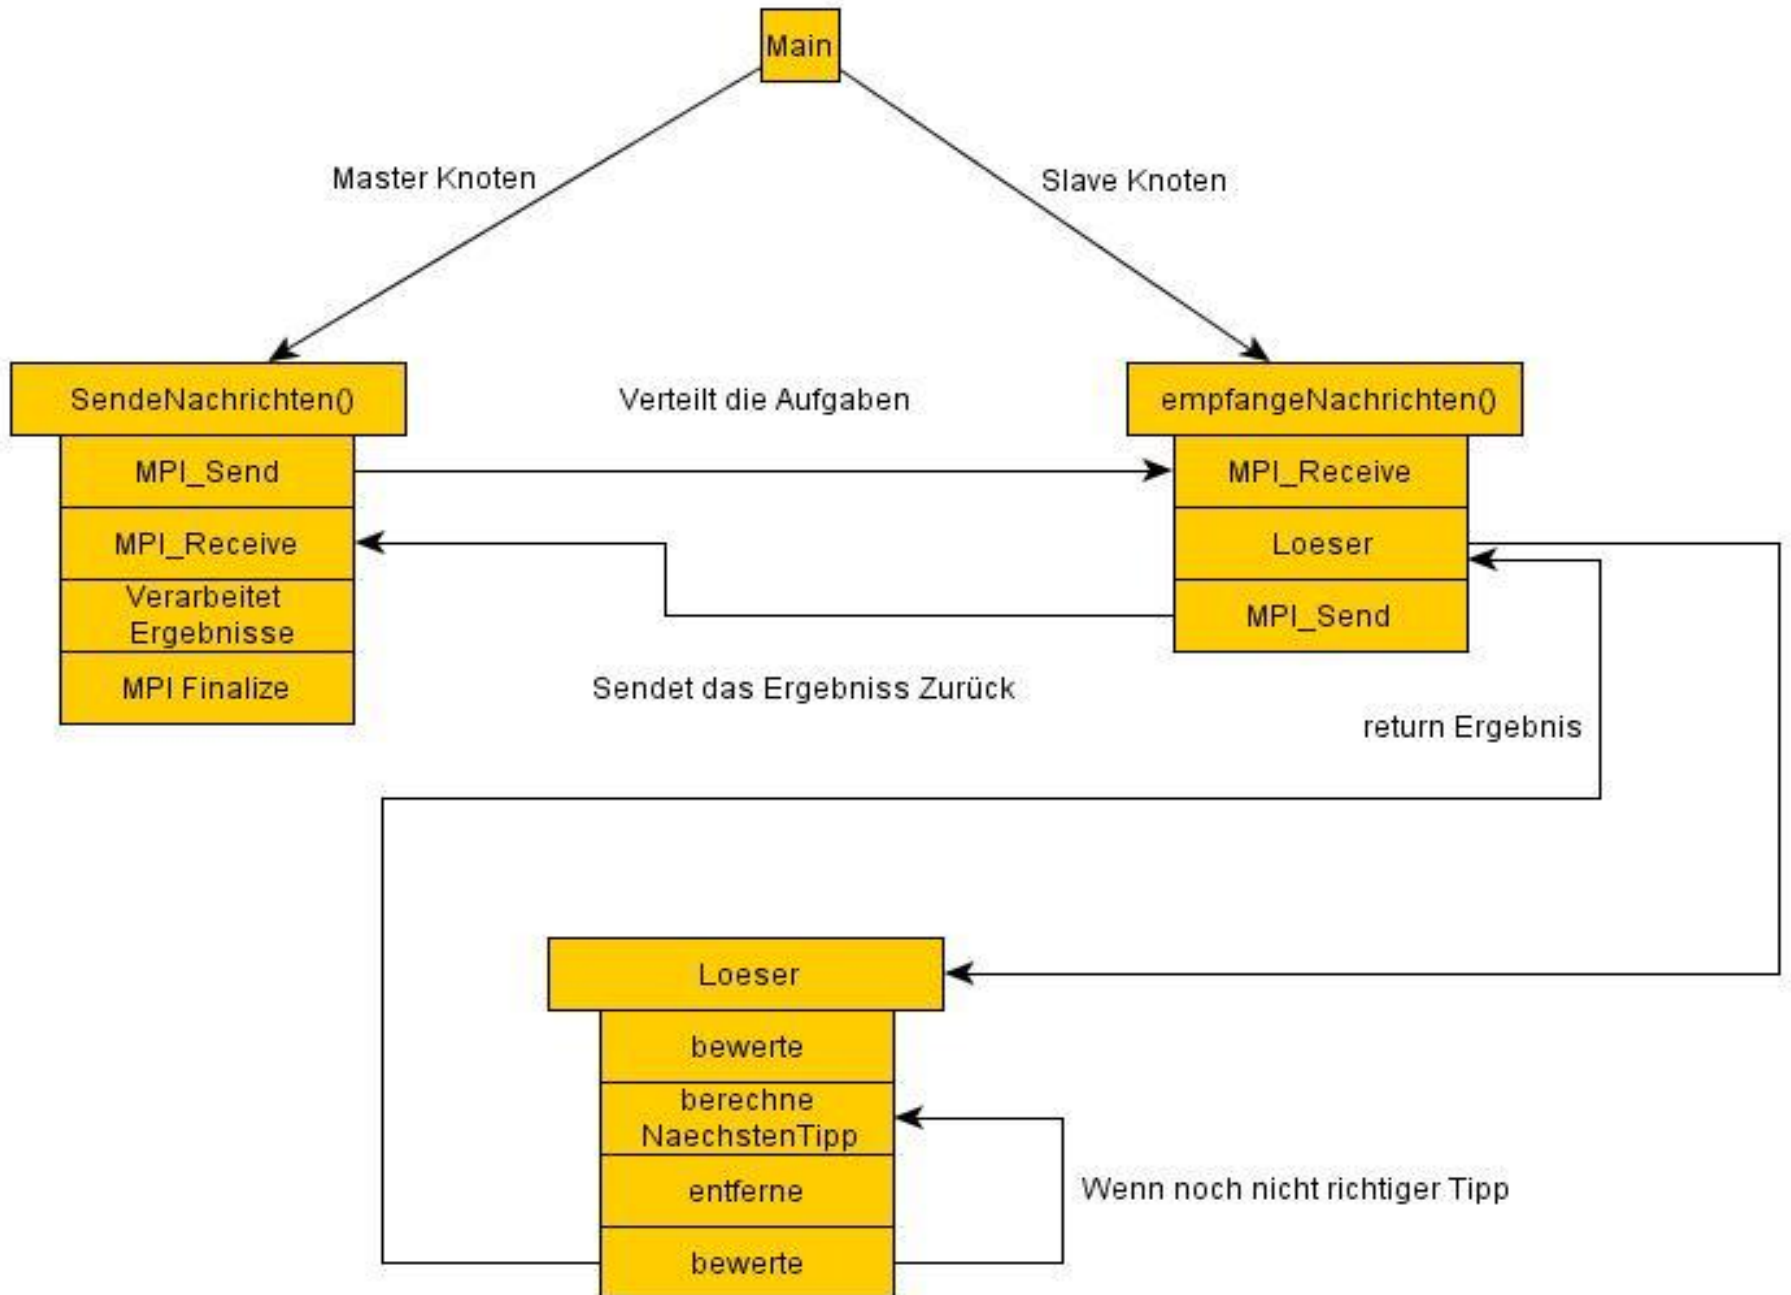 Main
Master Knoten
Slave Knoten
SendeNachrichten()
Verteilt die Aufgaben
empfangeNachrichten()
MPI_Send
MPI_Receive
MPI_Receive
Loeser
Verarbeitet
Ergebnisse
MPI_Send
MPI Finalize
Sendet das Ergebniss Zurück
return Ergebnis
Loeser
bewerte
berechne
NaechstenTipp
entferne
Wenn noch nicht richtiger Tipp
bewerte